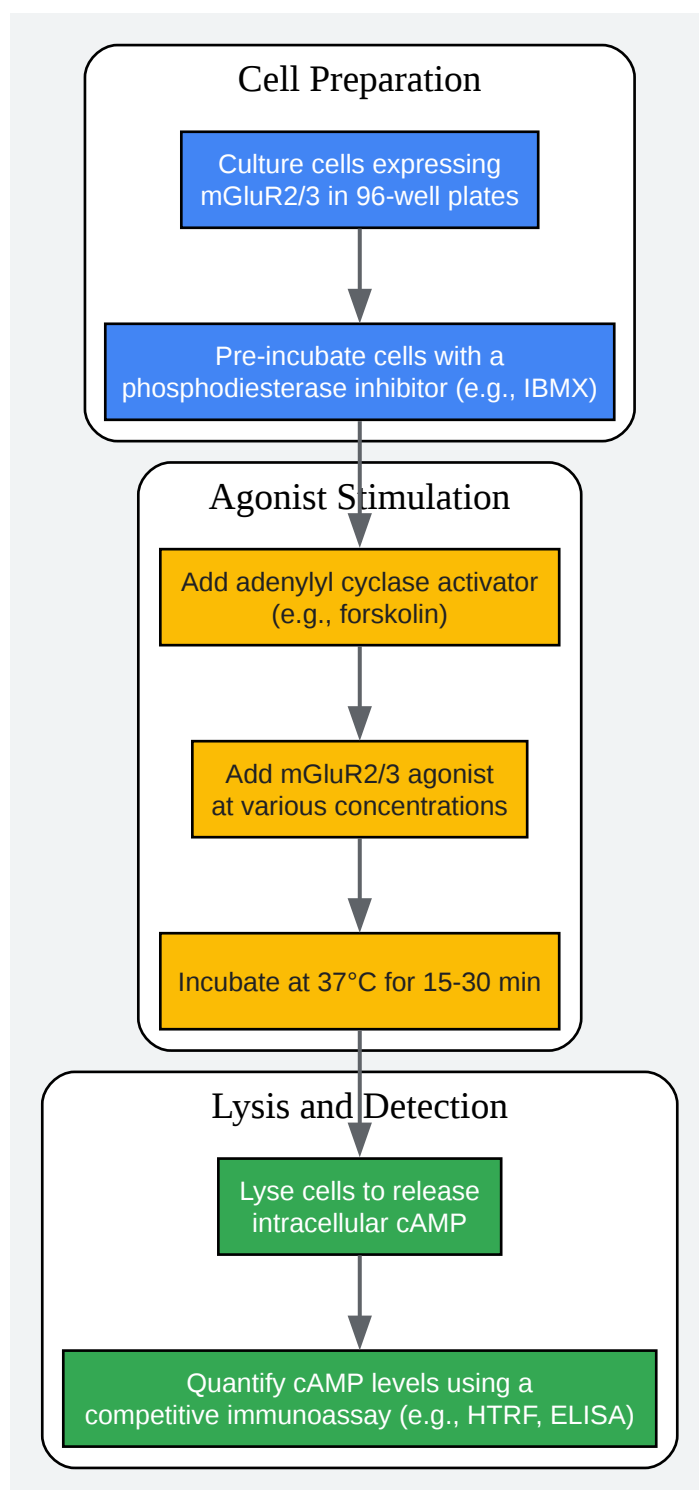 Cell Preparation
Culture cells expressing
mGluR2/3 in 96-well plates
Pre-incubate cells with a
phosphodiesterase inhibitor (e.g., IBMX)
Agonist Stimulation
Add adenylyl cyclase activator
(e.g., forskolin)
Add mGluR2/3 agonist
at various concentrations
Incubate at 37°C for 15-30 min
Lysis and Detection
Lyse cells to release
intracellular cAMP
Quantify cAMP levels using a
competitive immunoassay (e.g., HTRF, ELISA)